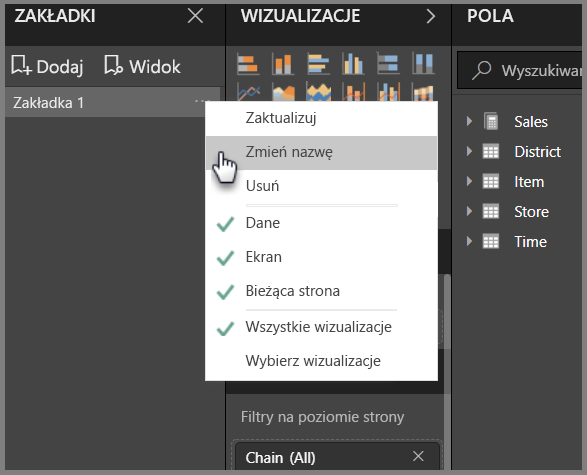 ZAKŁADKI
Dodaj Widok
Zakładka 1 ...
WIZUALIZACJE
Zaktualizuj
Zmień nazwę
Usuń
Dane
Ekran
Bieżąca strona
Wszystkie wizualizacje
Wybierz wizualizacje
Filtry na poziomie strony
Chain (All)
POLA
Wyszukiwan
Sales
District
Item
Store
Time